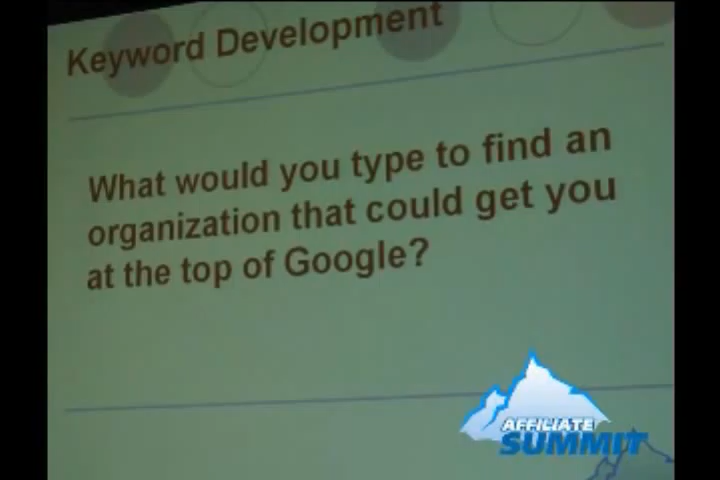 Keyword Development
What would you type to find an
organization that could get you
at the top of Google?
AFFILIATE
SUMMIT